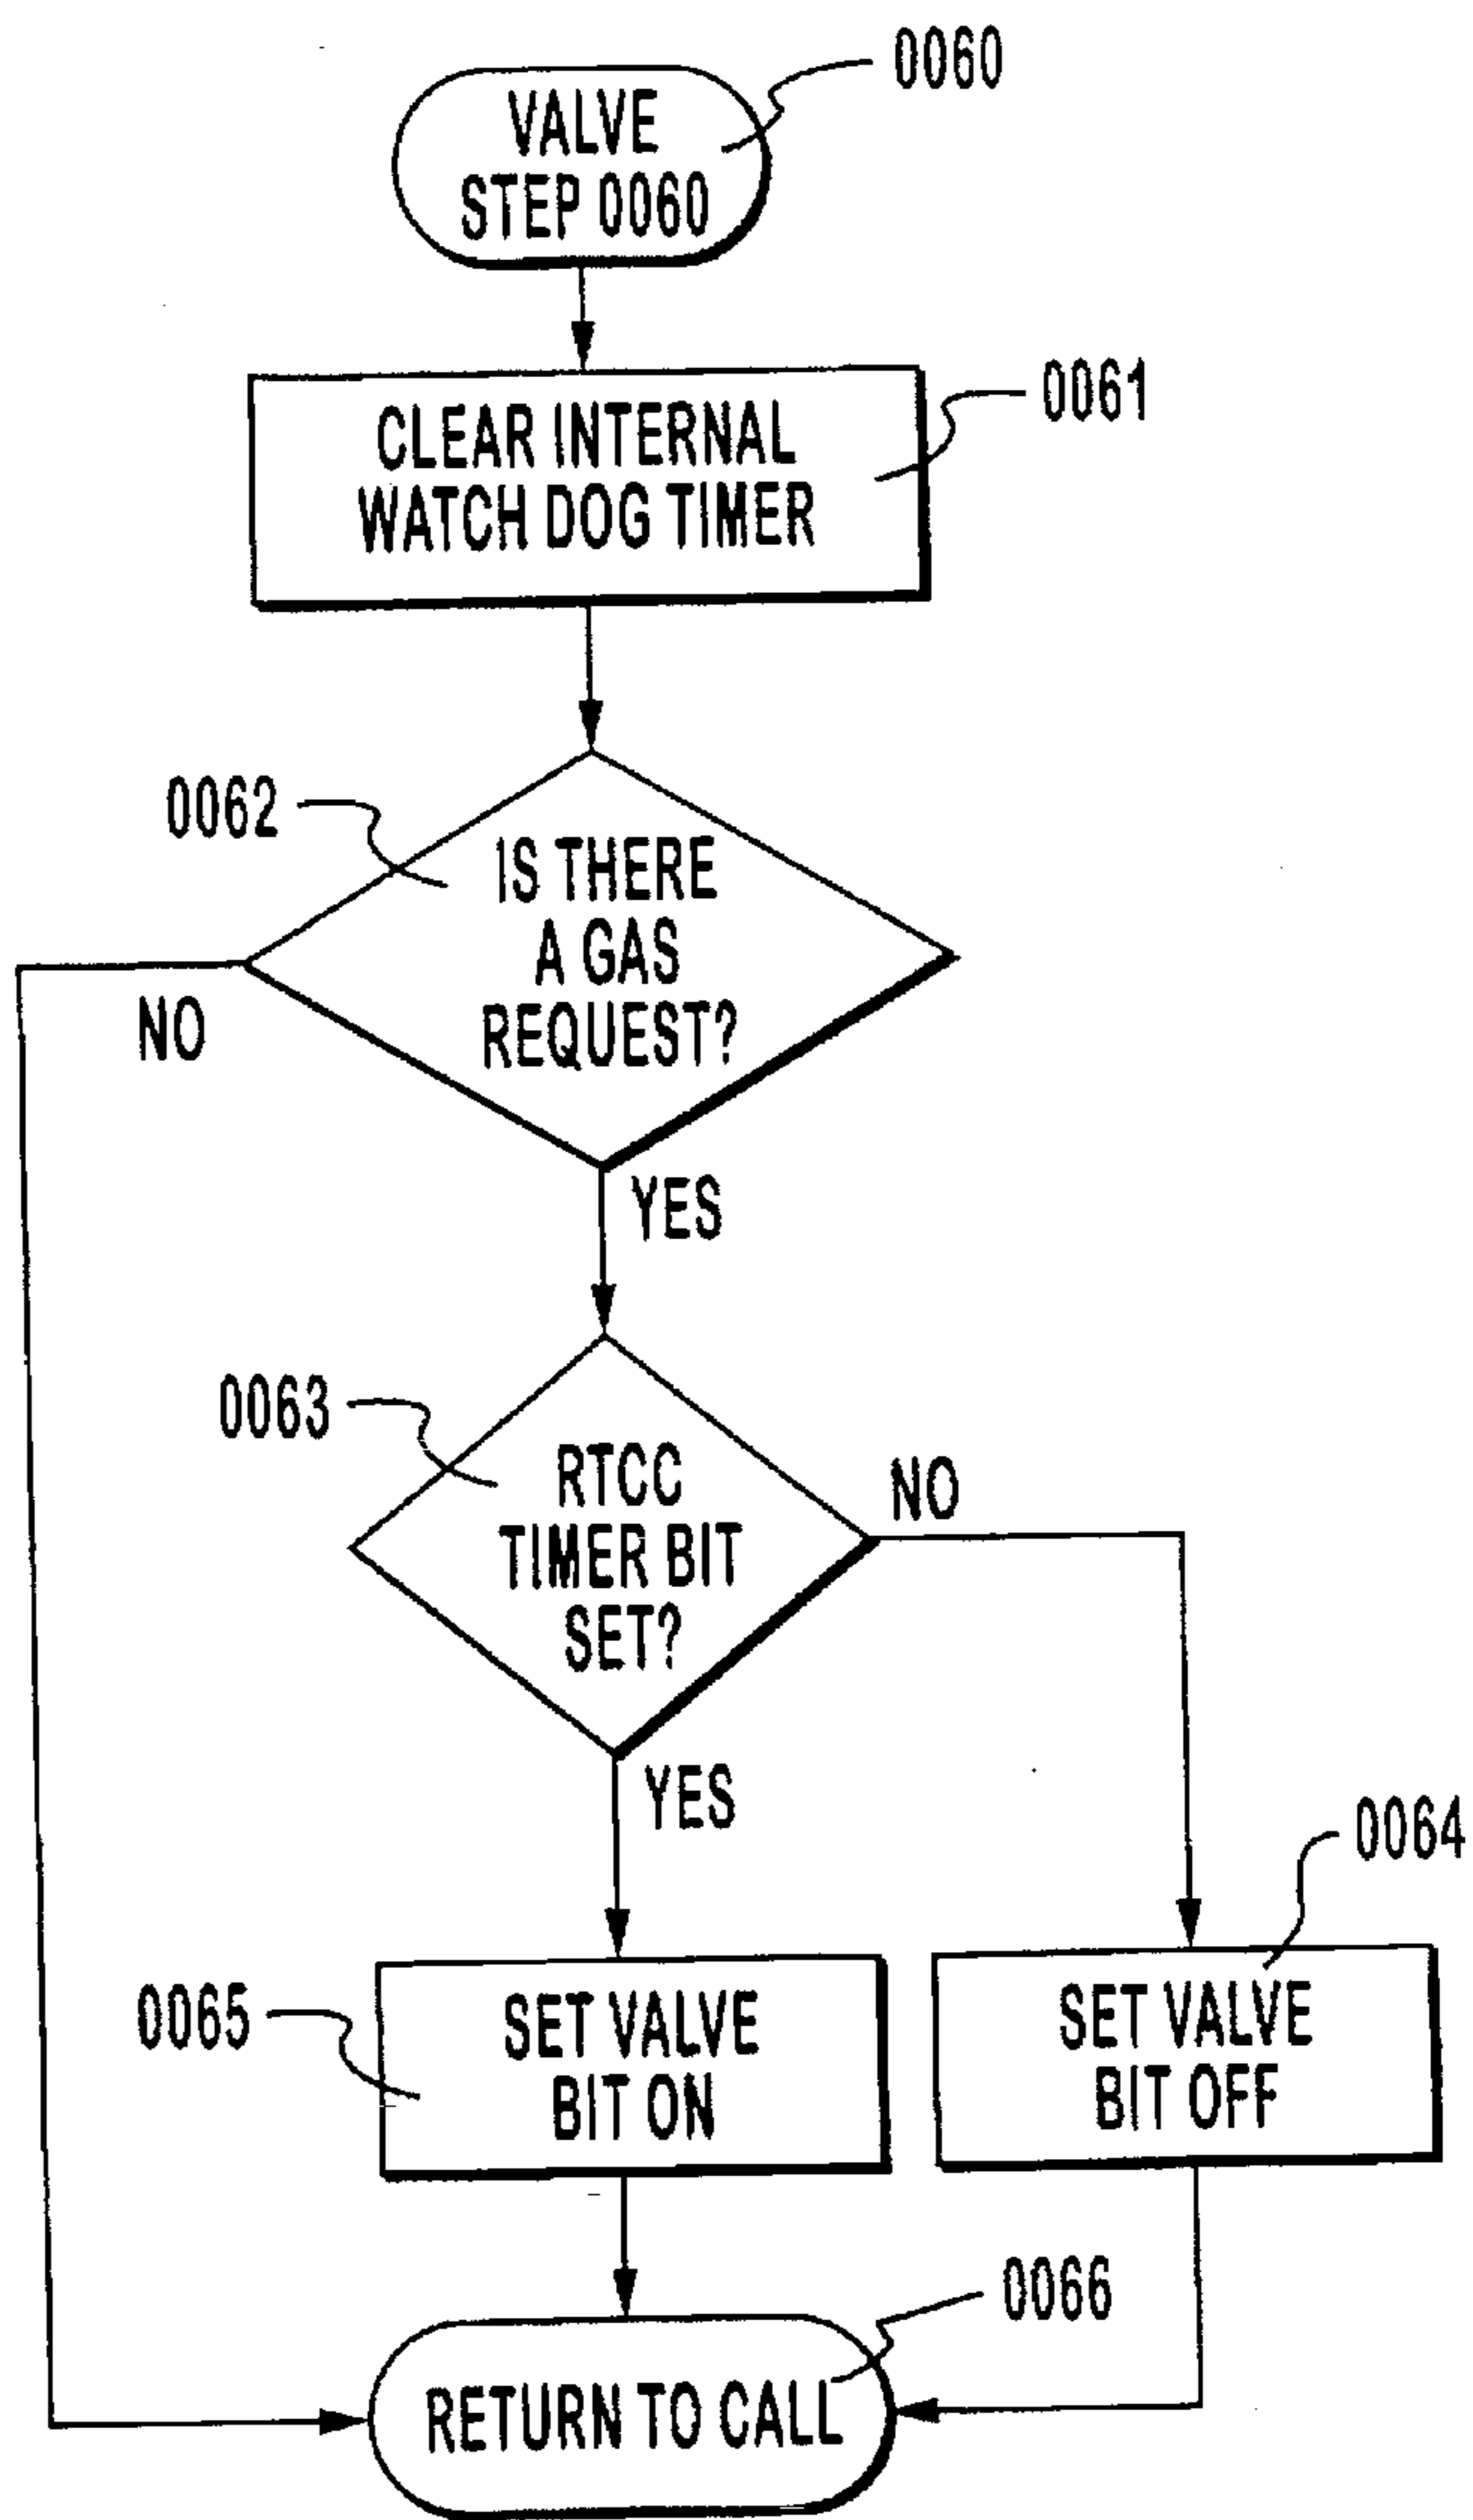 0060
VALVE
STEP 0060
0061
CLEAR INTERNAL
WATCH DOG TIMER
0062
IS THERE
A GAS
REQUEST?
NO
YES
0063
RTCC
TIMER BIT
SET?
NO
YES
0064
0065
SET VALVE
BIT ON
SET VALVE
BIT OFF
0066
RETURN TO CALL